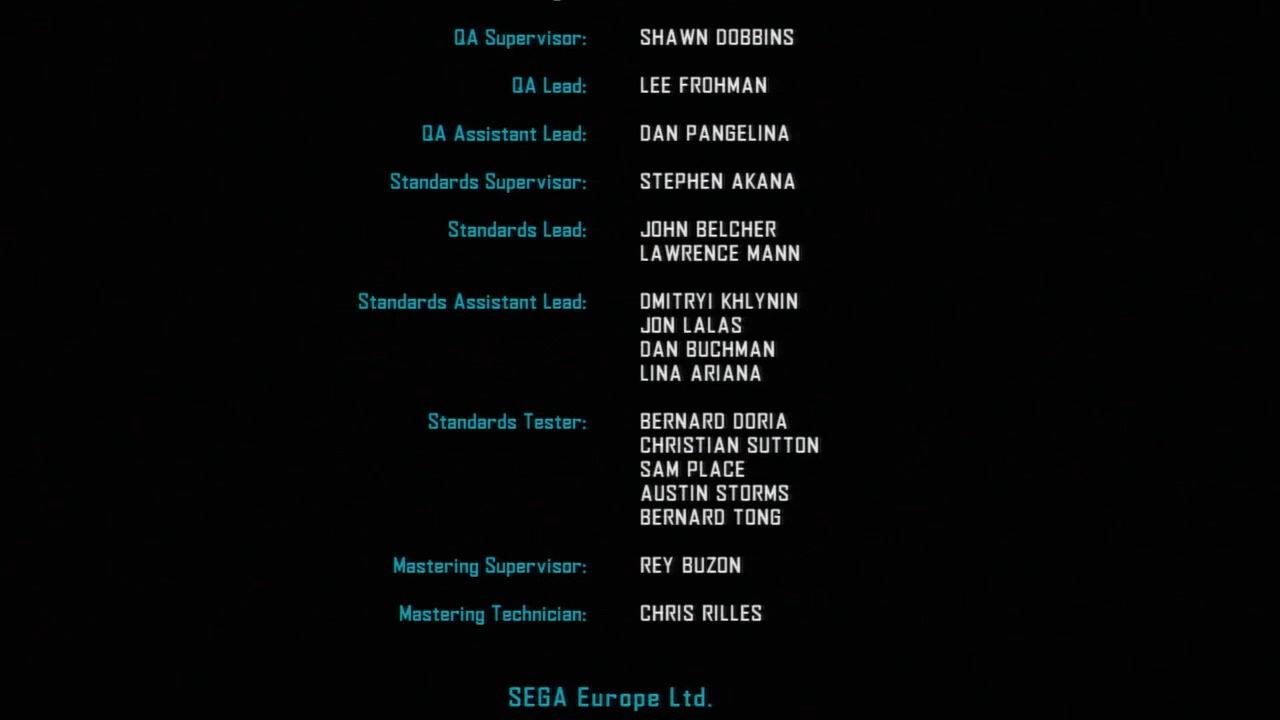 QA Supervisor: SHAWN DOBBINS
QA Lead: LEE FROHMAN
QA Assistant Lead: DAN PANGELINA
Standards Supervisor: STEPHEN AKANA
Standards Lead: JOHN BELCHER
LAWRENCE MANN
Standards Assistant Lead: DMITRYI KHLYNIN
JON LALAS
DAN BUCHMAN
LINA ARIANA
Standards Tester: BERNARD DORIA
CHRISTIAN SUTTON
SAM PLACE
AUSTIN STORMS
BERNARD TONG
Mastering Supervisor: REY BUZON
Mastering Technician: CHRIS RILLES
SEGA Europe Ltd.